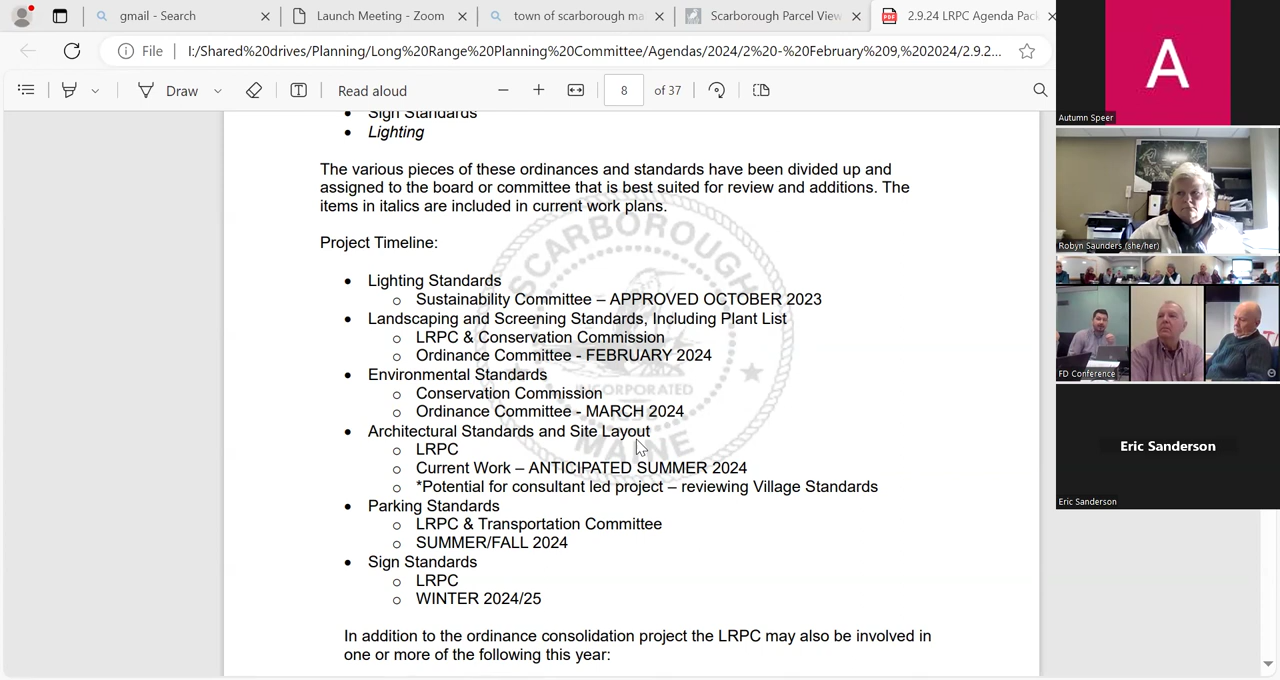 gmail - Search
Launch Meeting - Zoom
town of scarborough ma
Scarborough Parcel View
2.9.24 LRPC Agenda Pack
File
I:/Shared%20drives/Planning/Long%20Range%20Planning%20Committee/Agendas/2024/2%20-%20February%209,%202024/2.9.2...
Draw
Read aloud
8
of 37
PDF
• Sign Standards
• Lighting
The various pieces of these ordinances and standards have been divided up and
assigned to the board or committee that is best suited for review and additions. The
items in italics are included in current work plans.
Project Timeline:
• Lighting Standards
o Sustainability Committee – APPROVED OCTOBER 2023
• Landscaping and Screening Standards, Including Plant List
o LRPC & Conservation Commission
o Ordinance Committee - FEBRUARY 2024
• Environmental Standards
o Conservation Commission
o Ordinance Committee - MARCH 2024
• Architectural Standards and Site Layout
o LRPC
o Current Work – ANTICIPATED SUMMER 2024
o *Potential for consultant led project – reviewing Village Standards
• Parking Standards
o LRPC & Transportation Committee
o SUMMER/FALL 2024
• Sign Standards
o LRPC
o WINTER 2024/25
In addition to the ordinance consolidation project the LRPC may also be involved in
one or more of the following this year:
SCARBOROUGH
INCORPORATED
MAINE
A
Autumn Speer
Robyn Saunders (she/her)
FD Conference
Eric Sanderson
Eric Sanderson